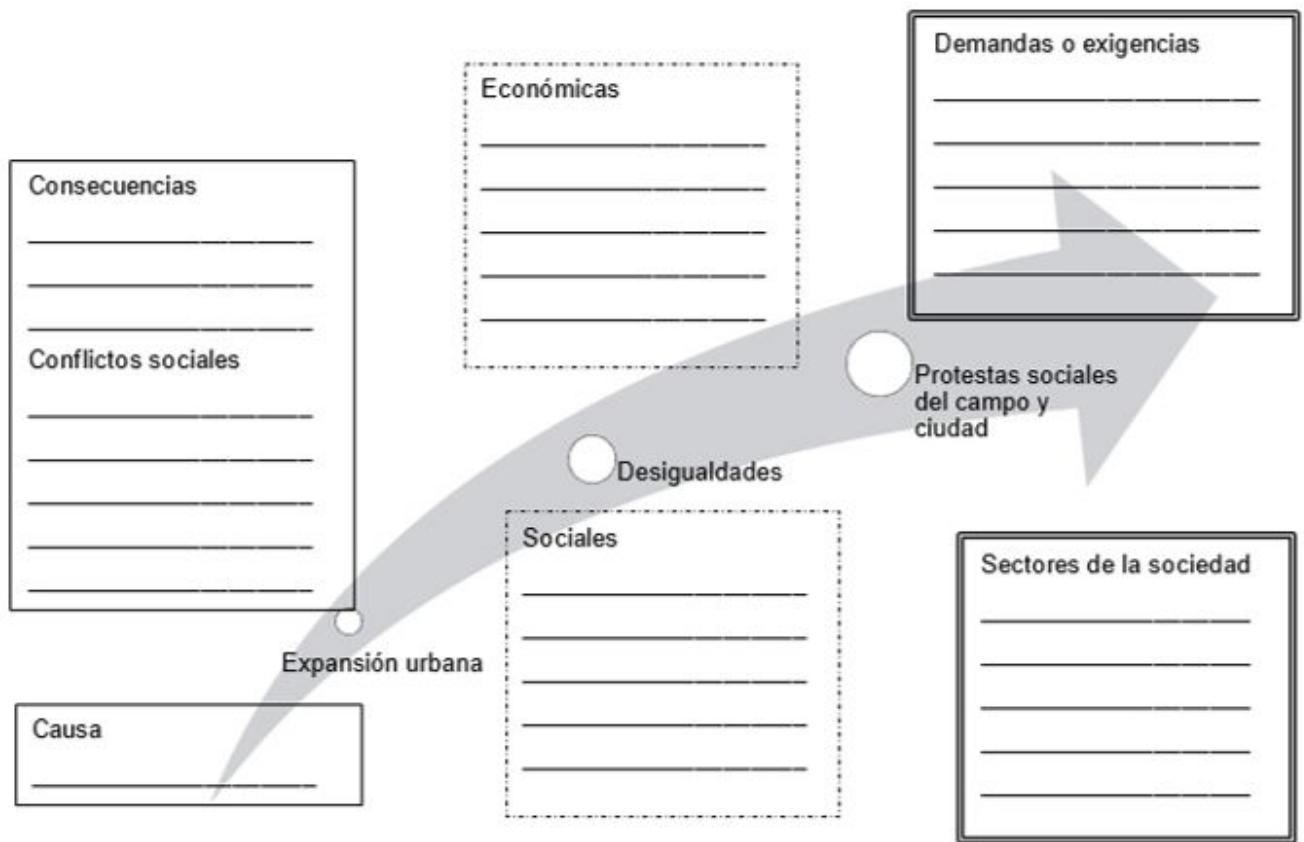 Consecuencias
Conflictos sociales
Causa
Expansión urbana
Económicas
Desigualdades
Sociales
Demandas o exigencias
Protestas sociales
del campo y
ciudad
Sectores de la sociedad